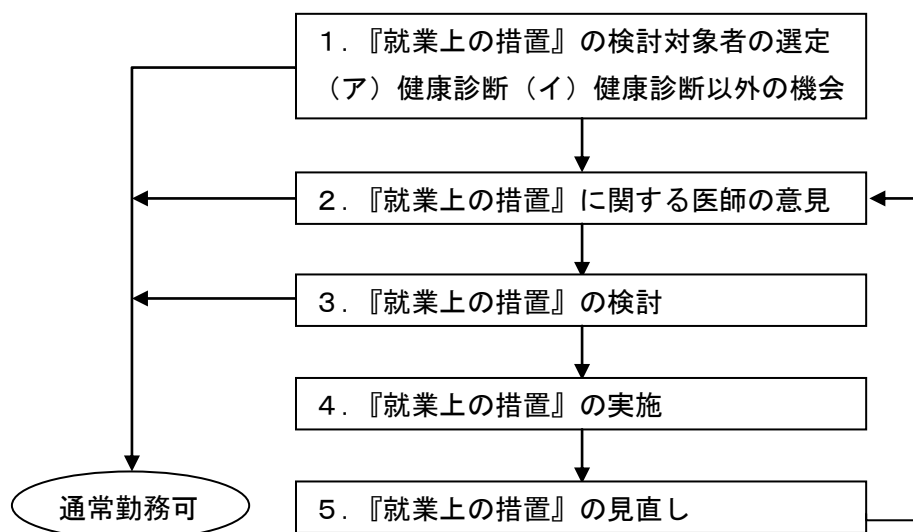 １．『就業上の措置』の検討対象者の選定
（ア）健康診断（イ）健康診断以外の機会
２．『就業上の措置』に関する医師の意見
３．『就業上の措置』の検討
４．『就業上の措置』の実施
通常勤務可
５．『就業上の措置』の見直し